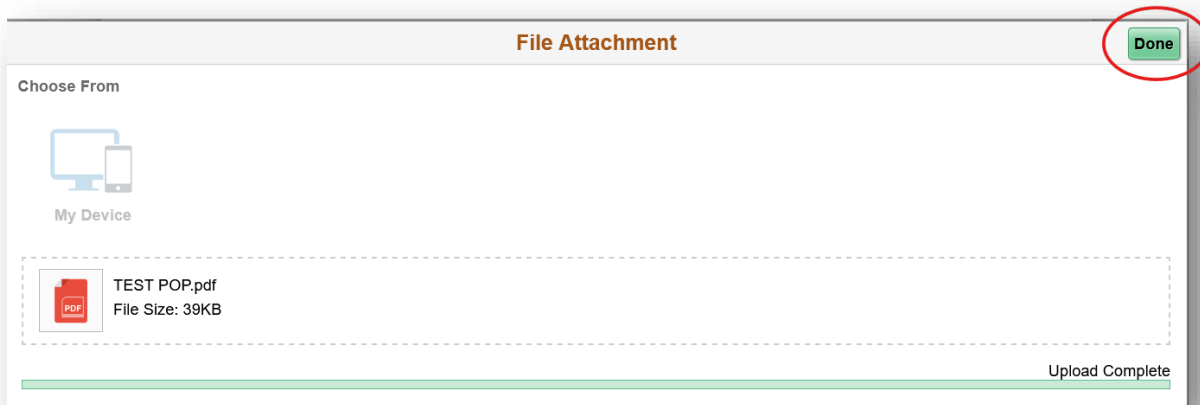 File Attachment
Done
Choose From
My Device
TEST POP.pdf
PDF
File Size: 39KB
Upload Complete